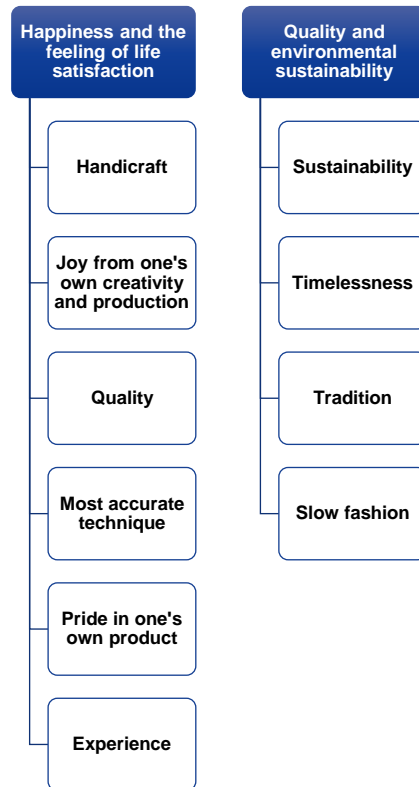 Happiness and the
feeling of life
satisfaction
Handicraft
Joy from one's
own creativity
and production
Quality
Most accurate
technique
Pride in one's
own product
Experience
Quality and
environmental
sustainability
Sustainability
Timelessness
Tradition
Slow fashion